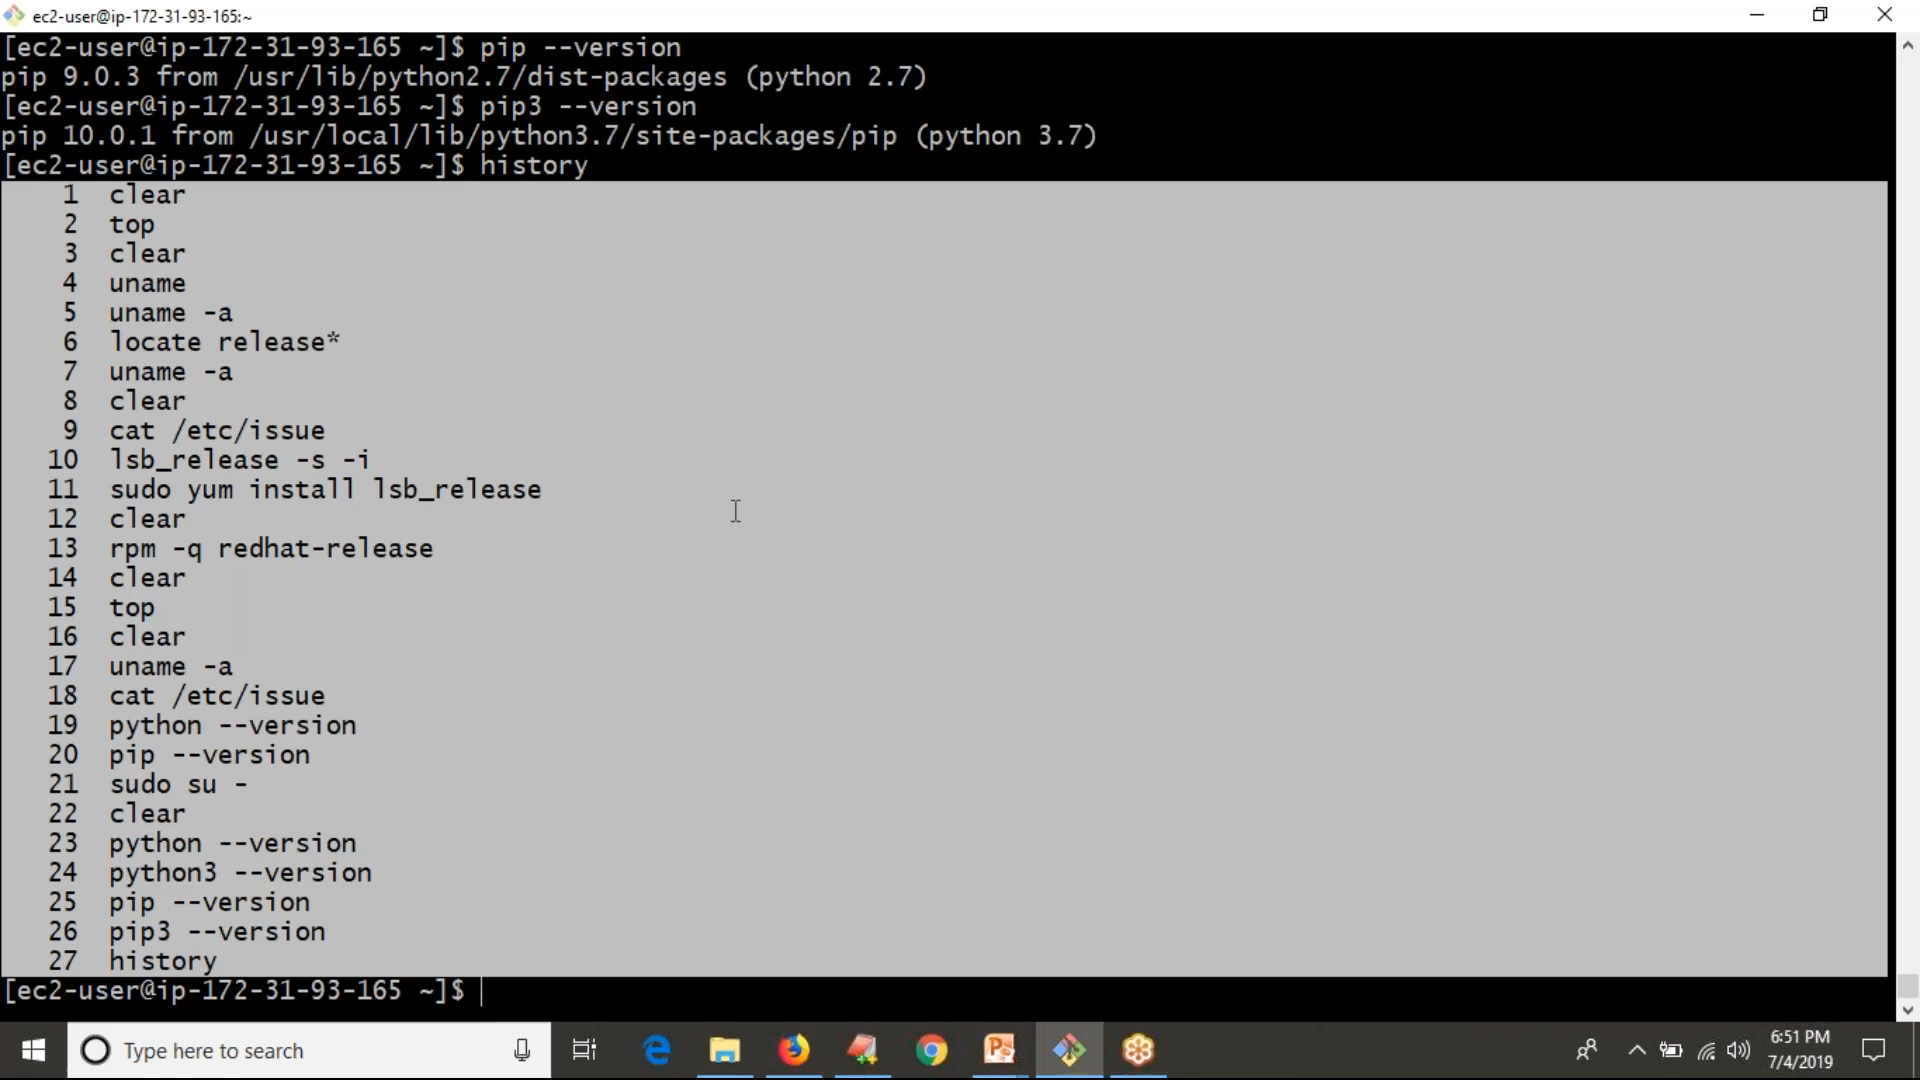 ec2-user@ip-172-31-93-165:~
[ec2-user@ip-172-31-93-165 ~]$ pip --version
pip 9.0.3 from /usr/lib/python2.7/dist-packages (python 2.7)
[ec2-user@ip-172-31-93-165 ~]$ pip3 --version
pip 10.0.1 from /usr/local/lib/python3.7/site-packages/pip (python 3.7)
[ec2-user@ip-172-31-93-165 ~]$ history
1 clear
2 top
3 clear
4 uname
5 uname -a
6 locate release*
7 uname -a
8 clear
9 cat /etc/issue
10 lsb_release -s -i
11 sudo yum install lsb_release
12 clear
13 rpm -q redhat-release
14 clear
15 top
16 clear
17 uname -a
18 cat /etc/issue
19 python --version
20 pip --version
21 sudo su -
22 clear
23 python --version
24 python3 --version
25 pip --version
26 pip3 --version
27 history
[ec2-user@ip-172-31-93-165 ~]$
Type here to search
6:51 PM
7/4/2019